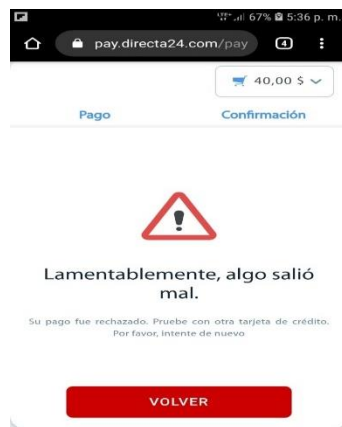 67% 5:36 p. m.
pay.directa24.com/pay 4
40,00 $
Pago Confirmación
Lamentablemente, algo salió
mal.
Su pago fue rechazado. Pruebe con otra tarjeta de crédito.
Por favor, intente de nuevo
VOLVER